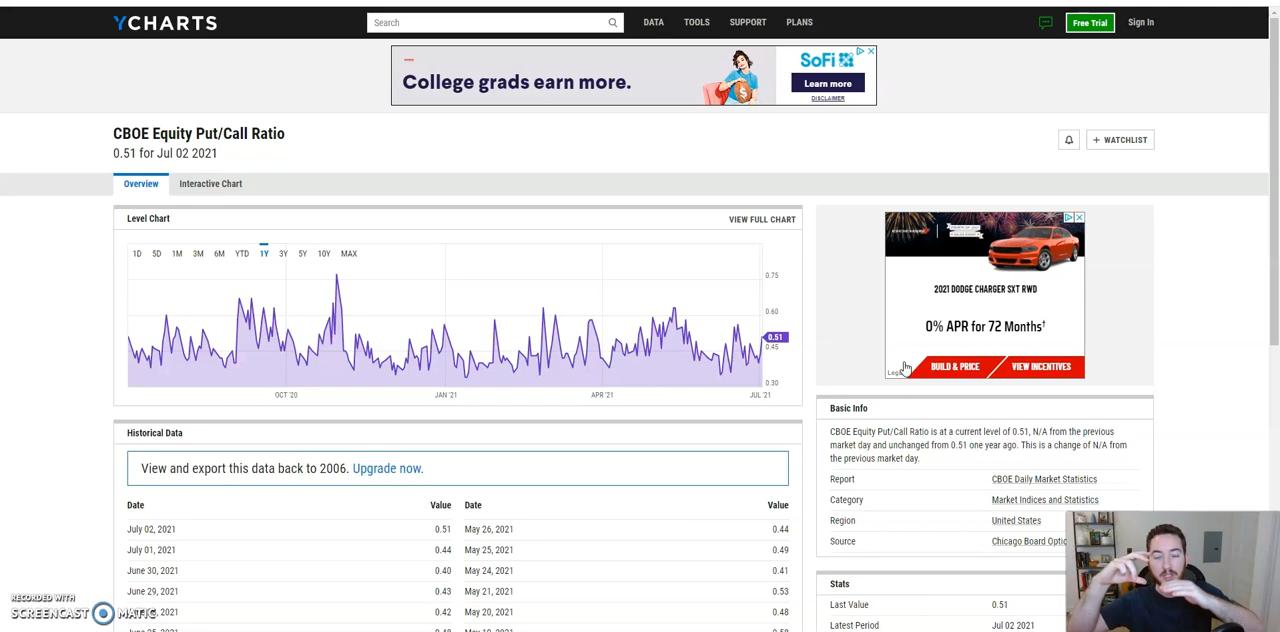 YCHARTS
Search
DATA
TOOLS
SUPPORT
PLANS
Free Trial
Sign In
College grads earn more.
SoFi
Learn more
DISCLAIMER
CBOE Equity Put/Call Ratio
0.51 for Jul 02 2021
+ WATCHLIST
Overview
Interactive Chart
Level Chart
VIEW FULL CHART
1D 5D 1M 3M 6M YTD 1Y 3Y 5Y 10Y MAX
0.75
0.60
0.51
0.45
0.30
OCT '20 JAN '21 APR '21 JUL '21
2021 DODGE CHARGER SXT RWD
0% APR for 72 Months†
BUILD & PRICE
VIEW INCENTIVES
Historical Data
View and export this data back to 2006. Upgrade now.
Date Value Date Value
July 02, 2021 0.51 May 26, 2021 0.44
July 01, 2021 0.44 May 25, 2021 0.49
June 30, 2021 0.40 May 24, 2021 0.41
June 29, 2021 0.43 May 21, 2021 0.53
2021 0.42 May 20, 2021 0.48
Basic Info
CBOE Equity Put/Call Ratio is at a current level of 0.51, N/A from the previous
market day and unchanged from 0.51 one year ago. This is a change of N/A from
the previous market day.
Report CBOE Daily Market Statistics
Category Market Indices and Statistics
Region United States
Source Chicago Board
Stats
Last Value 0.51
Latest Period Jul 02 2021
RECORDED WITH
SCREENCAST MATIC